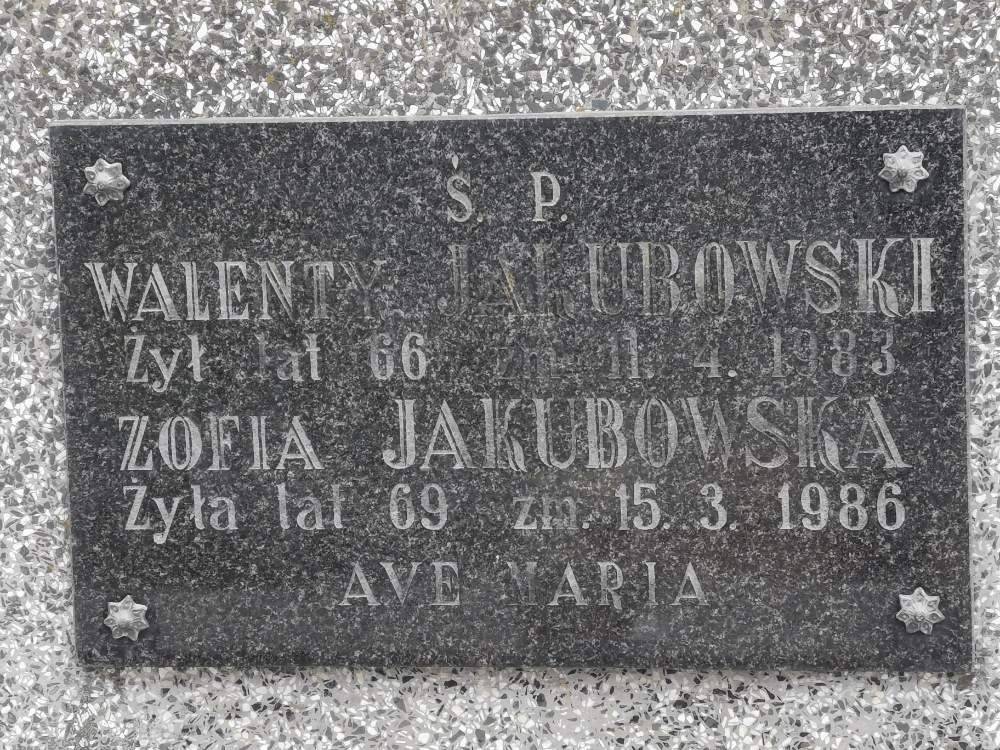 Ś. P.
WALENTY JAKUBOWSKI
Żył lat 66 zm. 11. 4. 1983
ZOFIA JAKUBOWSKA
Żyła lat 69 zm. 15. 3. 1986
AVE MARIA